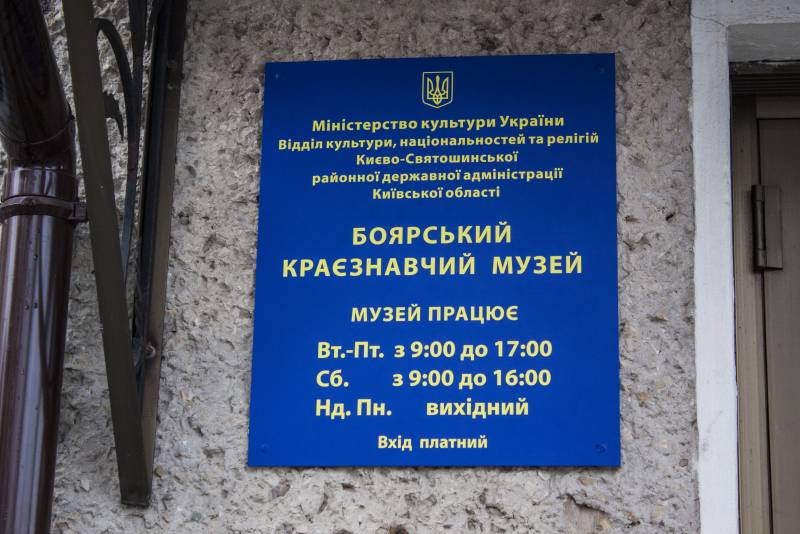 Міністерство культури України
Відділ культури, національностей та релігій
Києво-Святошинської
районної державної адміністрації
Київської області
БОЯРСЬКИЙ
КРАЄЗНАВЧИЙ МУЗЕЙ
МУЗЕЙ ПРАЦЮЄ
Вт.-Пт. з 9:00 до 17:00
Сб. з 9:00 до 16:00
Нд. Пн. вихідний
Вхід платний